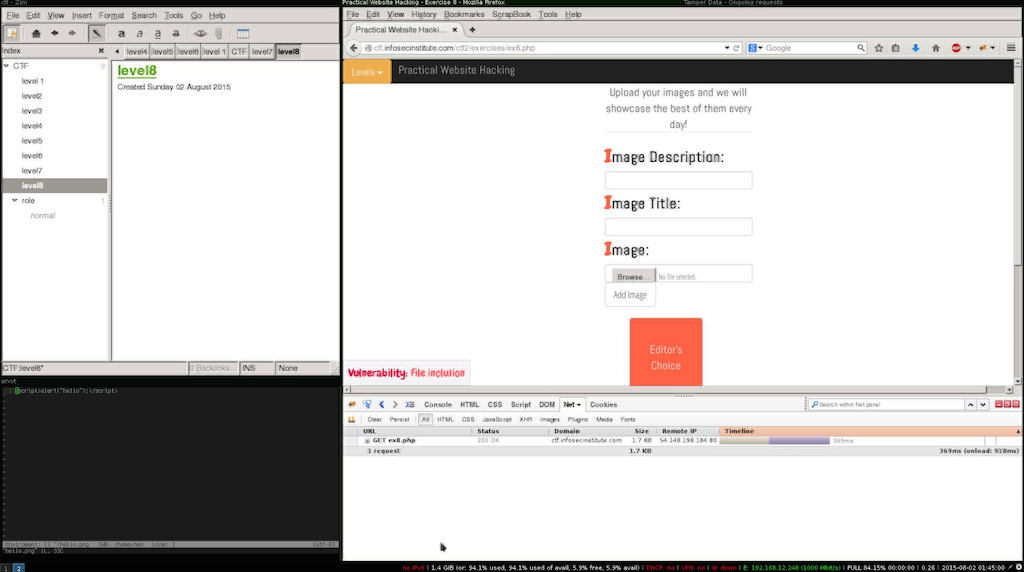 ctf - Zim
File Edit View Insert Format Search Tools Go Help
Index
level4 level5 level6 level 1 CTF level7 level8
CTF 9
level 1
level2
level3
level4
level5
level6
level7
level8
role 1
normal
level8
Created Sunday 02 August 2015
CTF:level8*
0 Backlinks...
INS
None
urxvt
<script>alert("hello");</script>
Line: 1
"hello.png" 1L, 33C
1 2
Practical Website Hacking - Exercise 8 - Mozilla Firefox
Tamper Data - Ongoing requests
File Edit View History Bookmarks ScrapBook Tools Help
Practical Website Hacki...
ctf.infosecinstitute.com/ctf2/exercises/ex8.php
Google
ABP
Levels
Practical Website Hacking
Upload your images and we will
showcase the best of them every
day!
Image Description:
Image Title:
Image:
Browse... No file selected.
Add Image
Editor's
Choice
Vulnerability: File inclusion
Console HTML CSS Script DOM Net Cookies
Search within Net panel
Clear Persist All HTML CSS JavaScript XHR Images Plugins Media Fonts
URL Status Domain Size Remote IP Timeline
GET ex8.php 200 OK ctf.infosecinstitute.com 1.7 KB 54.148.198.184:80 369ms
1 request 1.7 KB 369ms (onload: 918ms)
no IPv6 | 1.4 GiB (or: 94.1% used, 94.1% used of avail, 5.9% free, 5.9% avail) | DHCP: no | VPN: no | W: down | E: 192.168.12.248 (1000 Mbit/s) | FULL 84.15% 00:00:00 | 0.26 | 2015-08-02 01:45:00